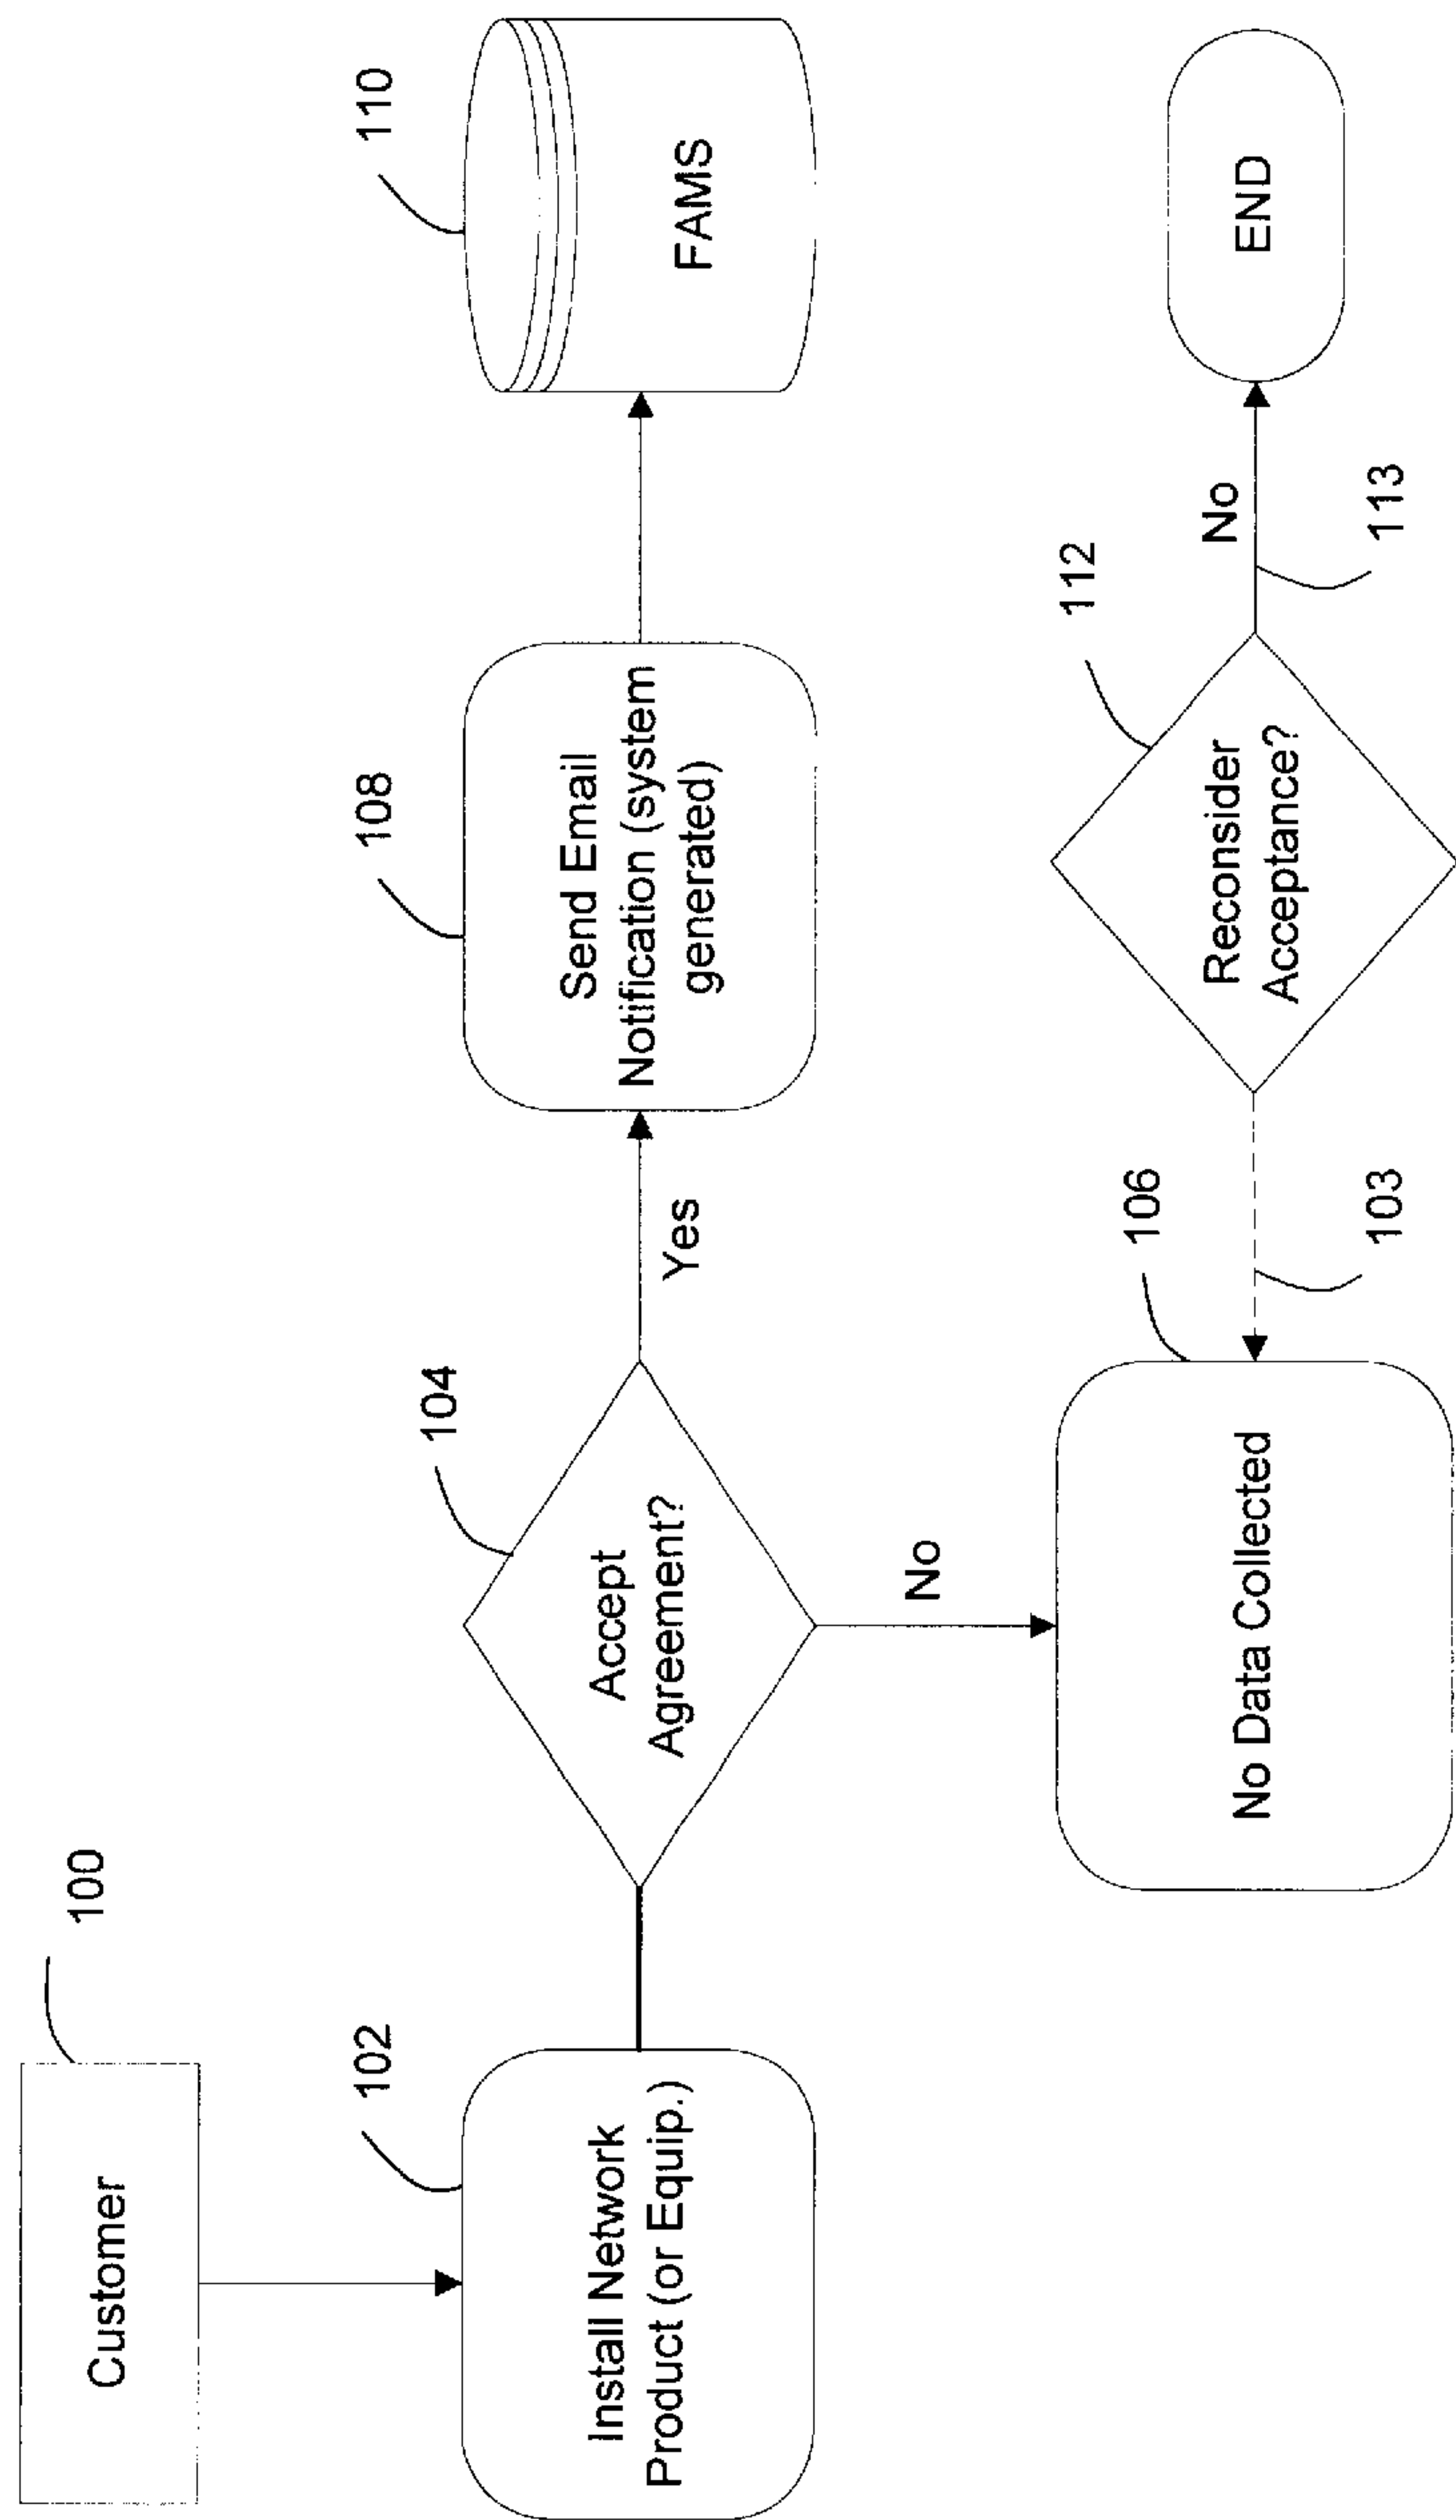 100
Customer
102
Install Network
Product (or Equip.)
104
Accept
Agreement?
Yes
No
108
Send Email
Notification (system
generated)
110
FAMS
106
No Data Collected
103
112
Reconsider
Acceptance?
No
113
END